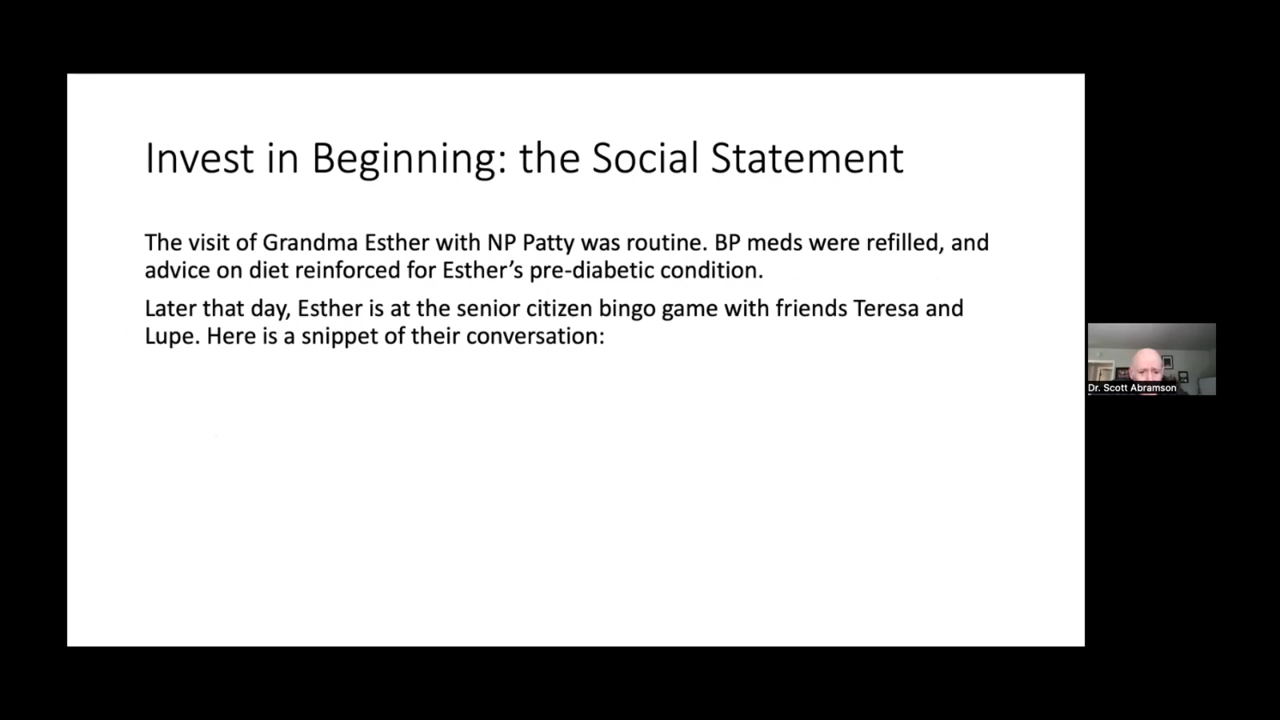 Invest in Beginning: the Social Statement
The visit of Grandma Esther with NP Patty was routine. BP meds were refilled, and
advice on diet reinforced for Esther’s pre-diabetic condition.
Later that day, Esther is at the senior citizen bingo game with friends Teresa and
Lupe. Here is a snippet of their conversation:
Dr. Scott Abramson